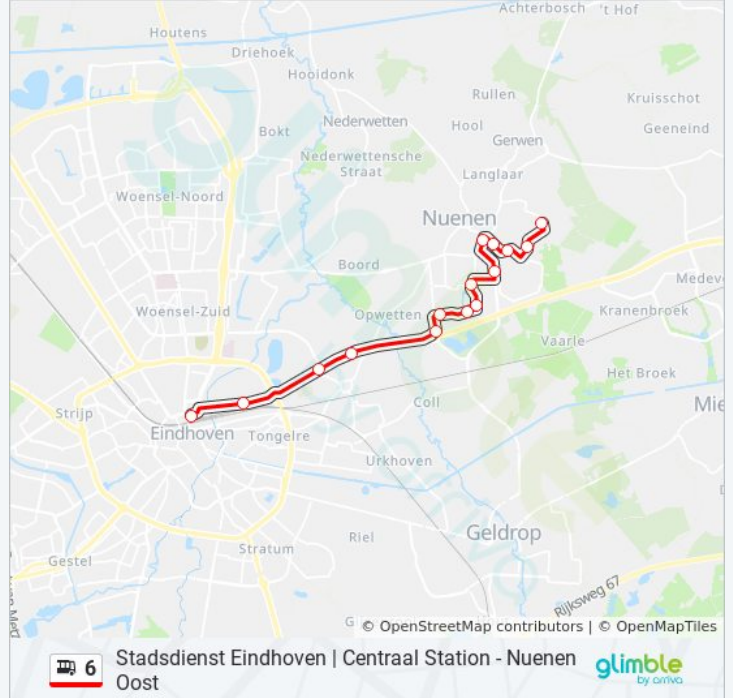 Achterbosch
't Hof
Houtens
Driehoek
Hooidonk
Rullen
Kruisschot
Nederwetten
Hool
Geneind
Bokt
Gerwen
Nederwettensche
Straat
Langlaar
Woensel-Noord
Nuenen
Boord
Medev
Woensel-Zuid
Opwetten
Kranenbroek
Vaarle
Het Broek
Strijp
Coll
Mie
Eindhoven
Tongelre
Urkhoven
Geldrop
Riel
Stratum
Gestel
Rijksweg 67
G
© OpenStreetMap contributors | © OpenMapTiles
6
Stadsdienst Eindhoven | Centraal Station - Nuenen
Oost
glimble
by arriva